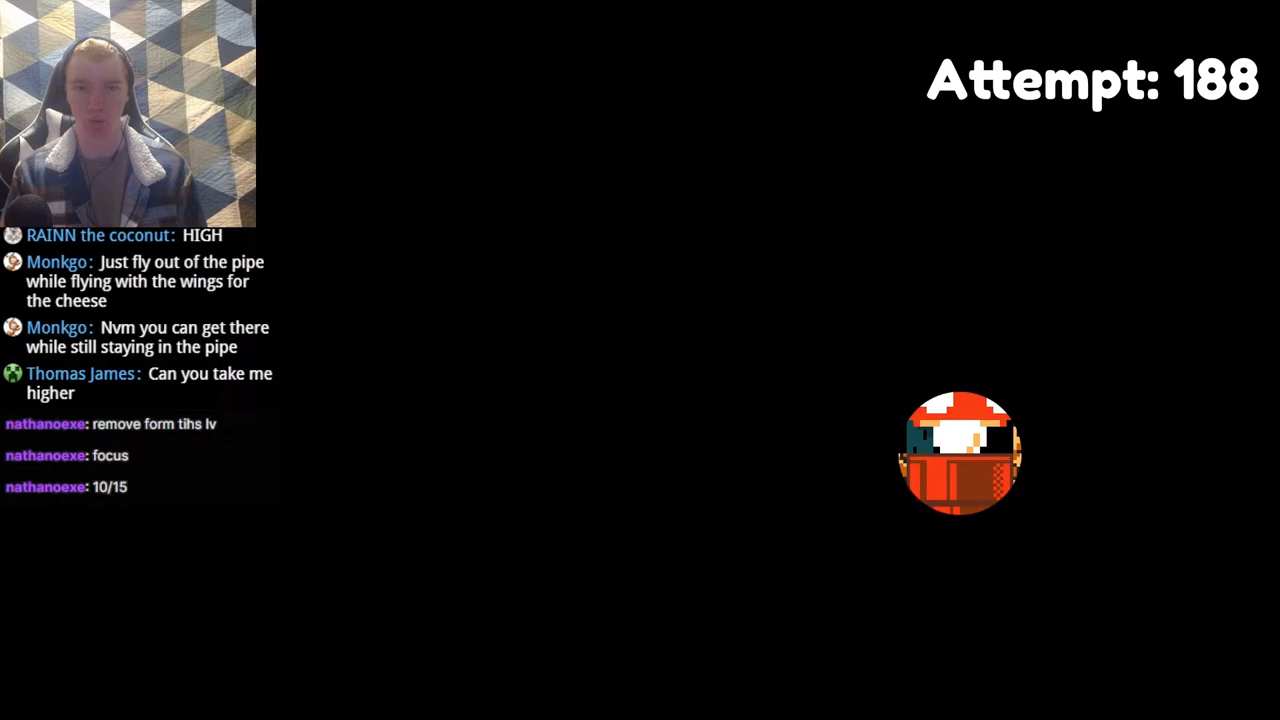 Attempt: 188
RAINN the coconut: HIGH
Monkgo: Just fly out of the pipe
while flying with the wings for
the cheese
Monkgo: Nvm you can get there
while still staying in the pipe
Thomas James: Can you take me
higher
nathanoexe: remove form tihs lv
nathanoexe: focus
nathanoexe: 10/15